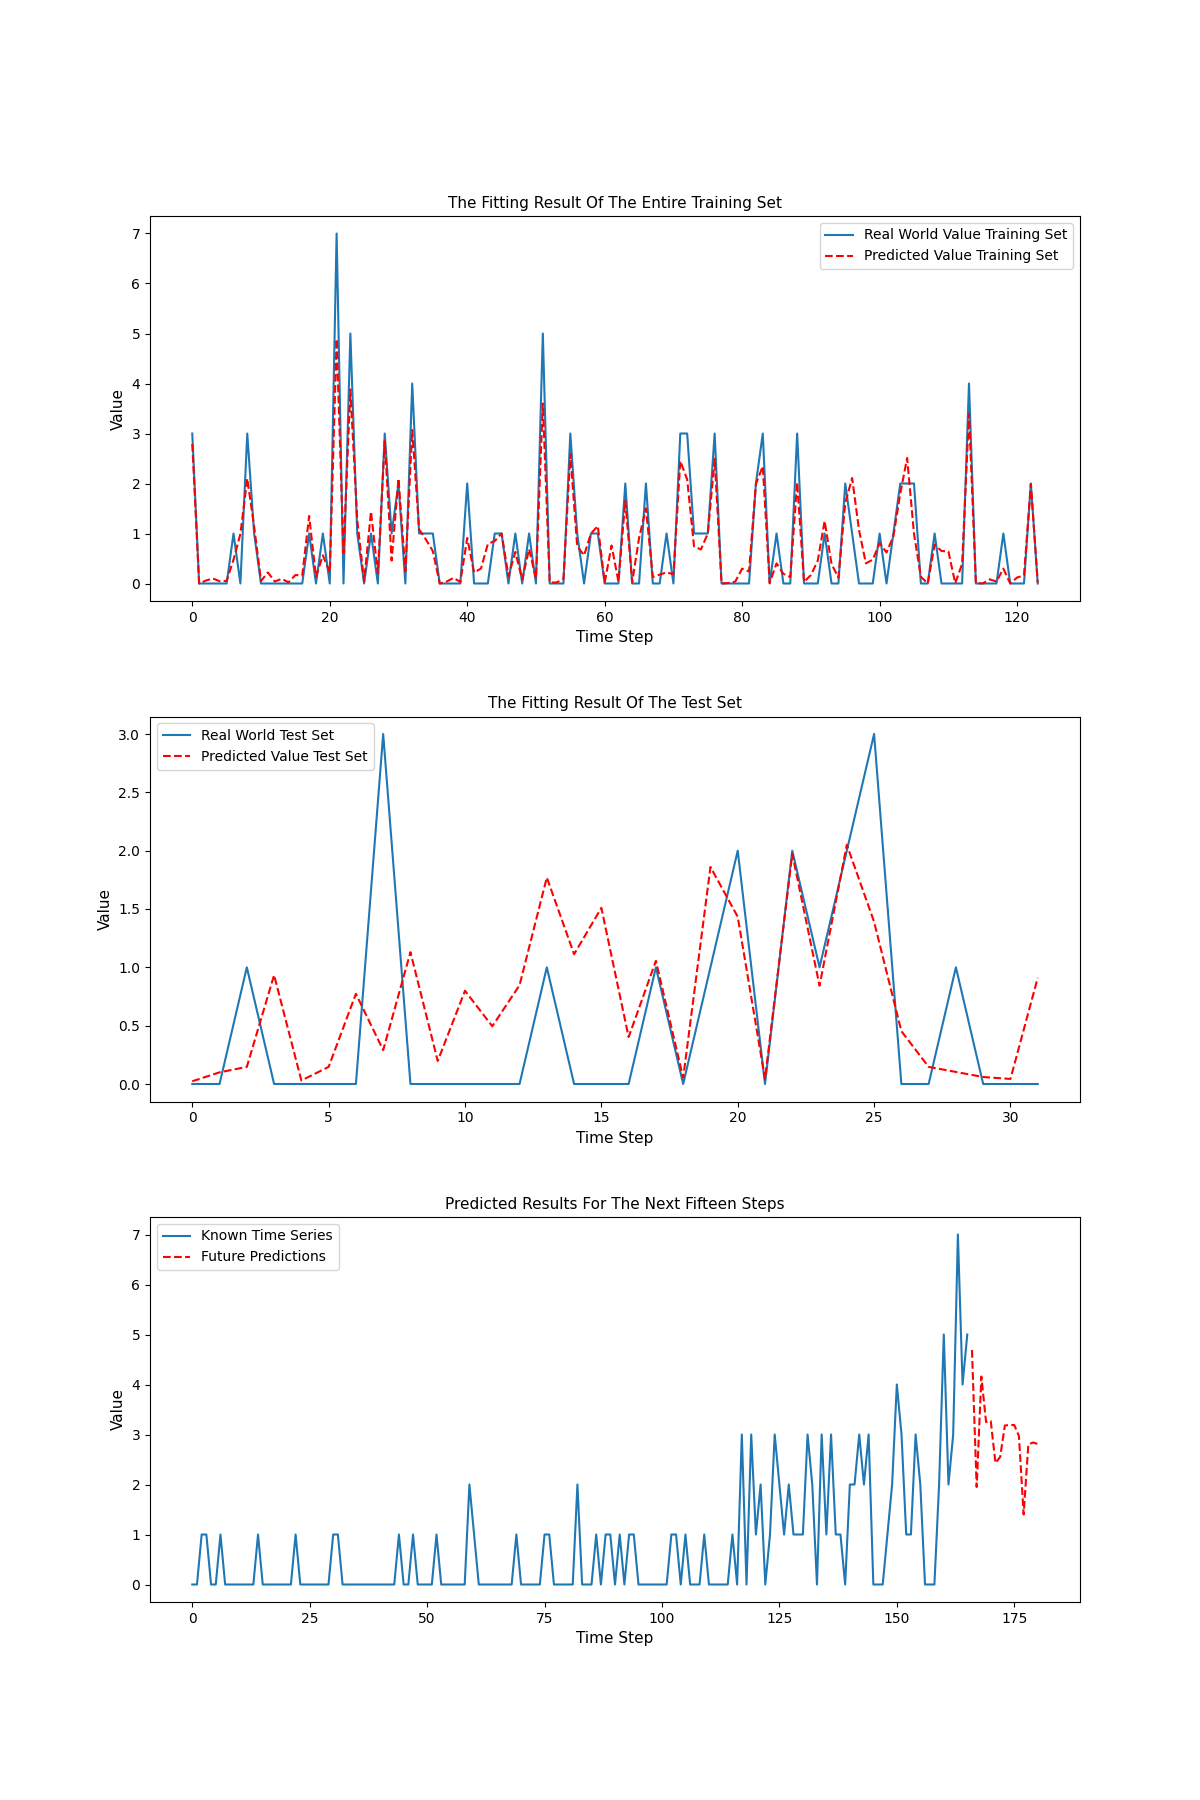 The Fitting Result Of The Entire Training Set
Real World Value Training Set
Predicted Value Training Set
Value
7
6
5
4
3
2
1
0
0 20 40 60 80 100 120
Time Step
The Fitting Result Of The Test Set
Real World Test Set
Predicted Value Test Set
Value
3.0
2.5
2.0
1.5
1.0
0.5
0.0
0 5 10 15 20 25 30
Time Step
Predicted Results For The Next Fifteen Steps
Known Time Series
Future Predictions
Value
7
6
5
4
3
2
1
0
0 25 50 75 100 125 150 175
Time Step